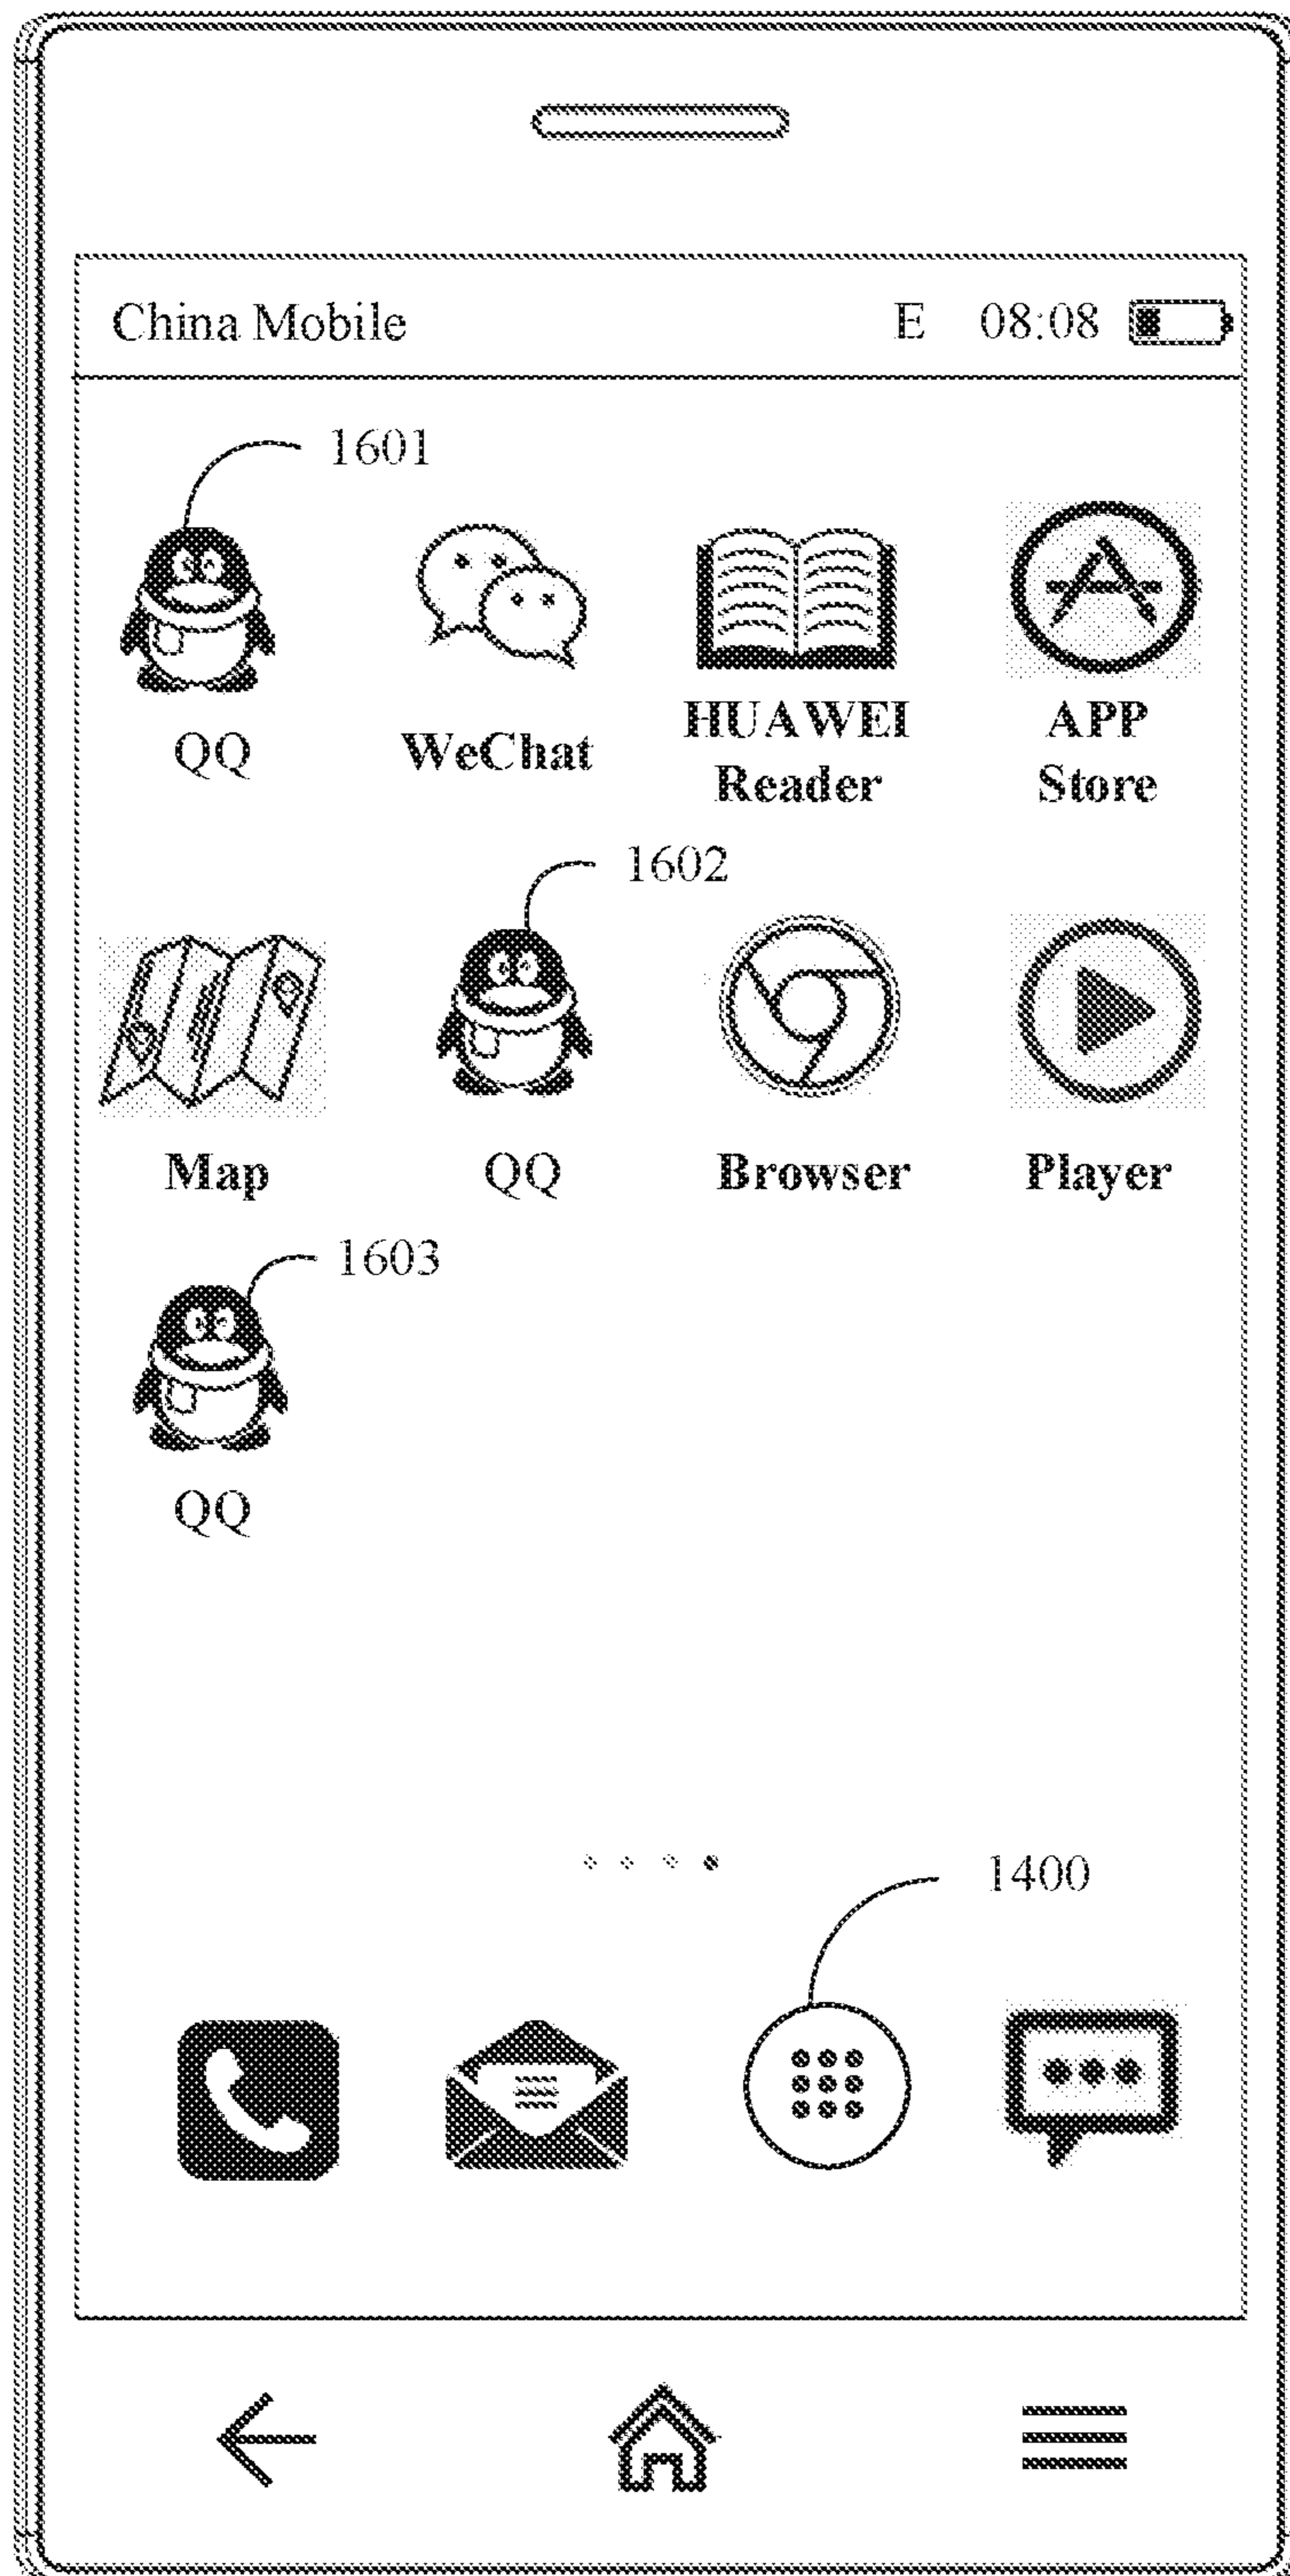 China Mobile E 08:08
1601
QQ WeChat HUAWEI Reader APP Store
1602
Map QQ Browser Player
1603
QQ
1400